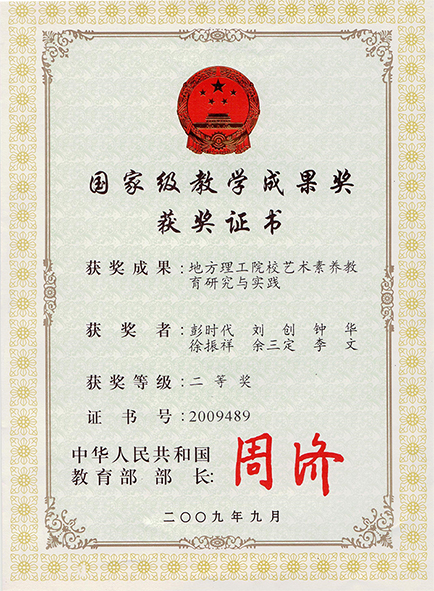 国家级教学成果奖
获奖证书
获奖成果:地方理工院校艺术素养教
育研究与实践
获奖者:彭时代 刘创 钟华
徐振祥 余三定 李文
获奖等级:二等奖
证书号:2009489
中华人民共和国
教育部部长: 周济
二〇〇九年九月